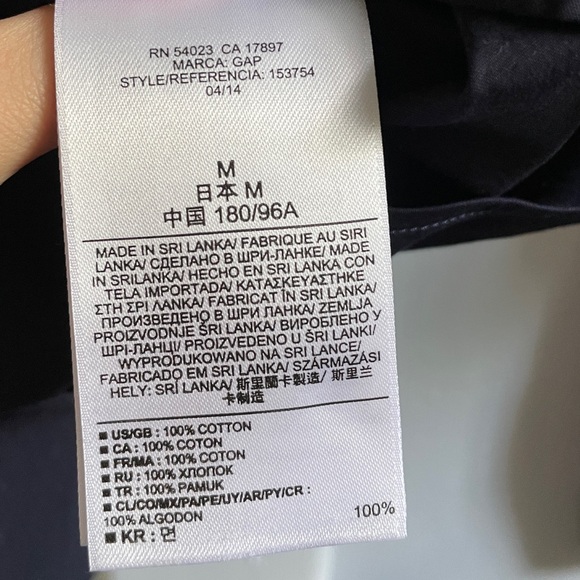 RN 54023 CA 17897
MARCA: GAP
STYLE/REFERENCIA: 153754
04/14
M
日本 M
中国 180/96A
MADE IN SRI LANKA/ FABRIQUE AU SIRI
LANKA/ СДЕЛАНО В ШРИ-ЛАНКЕ/ MADE
IN SRILANKA/ HECHO EN SRI LANKA CON
TELA IMPORTADA/ ΚΑΤΑΣΚΕΥΑΣΤΗΚΕ
ΣΤΗ ΣΡΙ ΛΑΝΚΑ/ FABRICAT ÎN SRI LANKA/
ПРОИЗВЕДЕНО В ШРИ ЛАНКА/ ZEMLJA
PROIZVODNJE ŠRI LANKA/ ВИРОБЛЕНО У
ШРІ-ЛАНЦІ/ PROIZVEDENO U ŠRI LANKI/
WYPRODUKOWANO NA SRI LANCE/
FABRICADO EM SRI LANKA/ SZÁRMAZÁSI
HELY: SRÍ LANKA/ 斯里蘭卡製造/ 斯里兰
卡制造
■ US/GB : 100% COTTON
■ CA : 100% COTON
■ FR/MA : 100% COTON
■ RU : 100% ХЛОПОК
■ TR : 100% PAMUK
■ CL/CO/MX/PA/PE/UY/AR/PY/CR :
100% ALGODON
■ KR : 면 100%